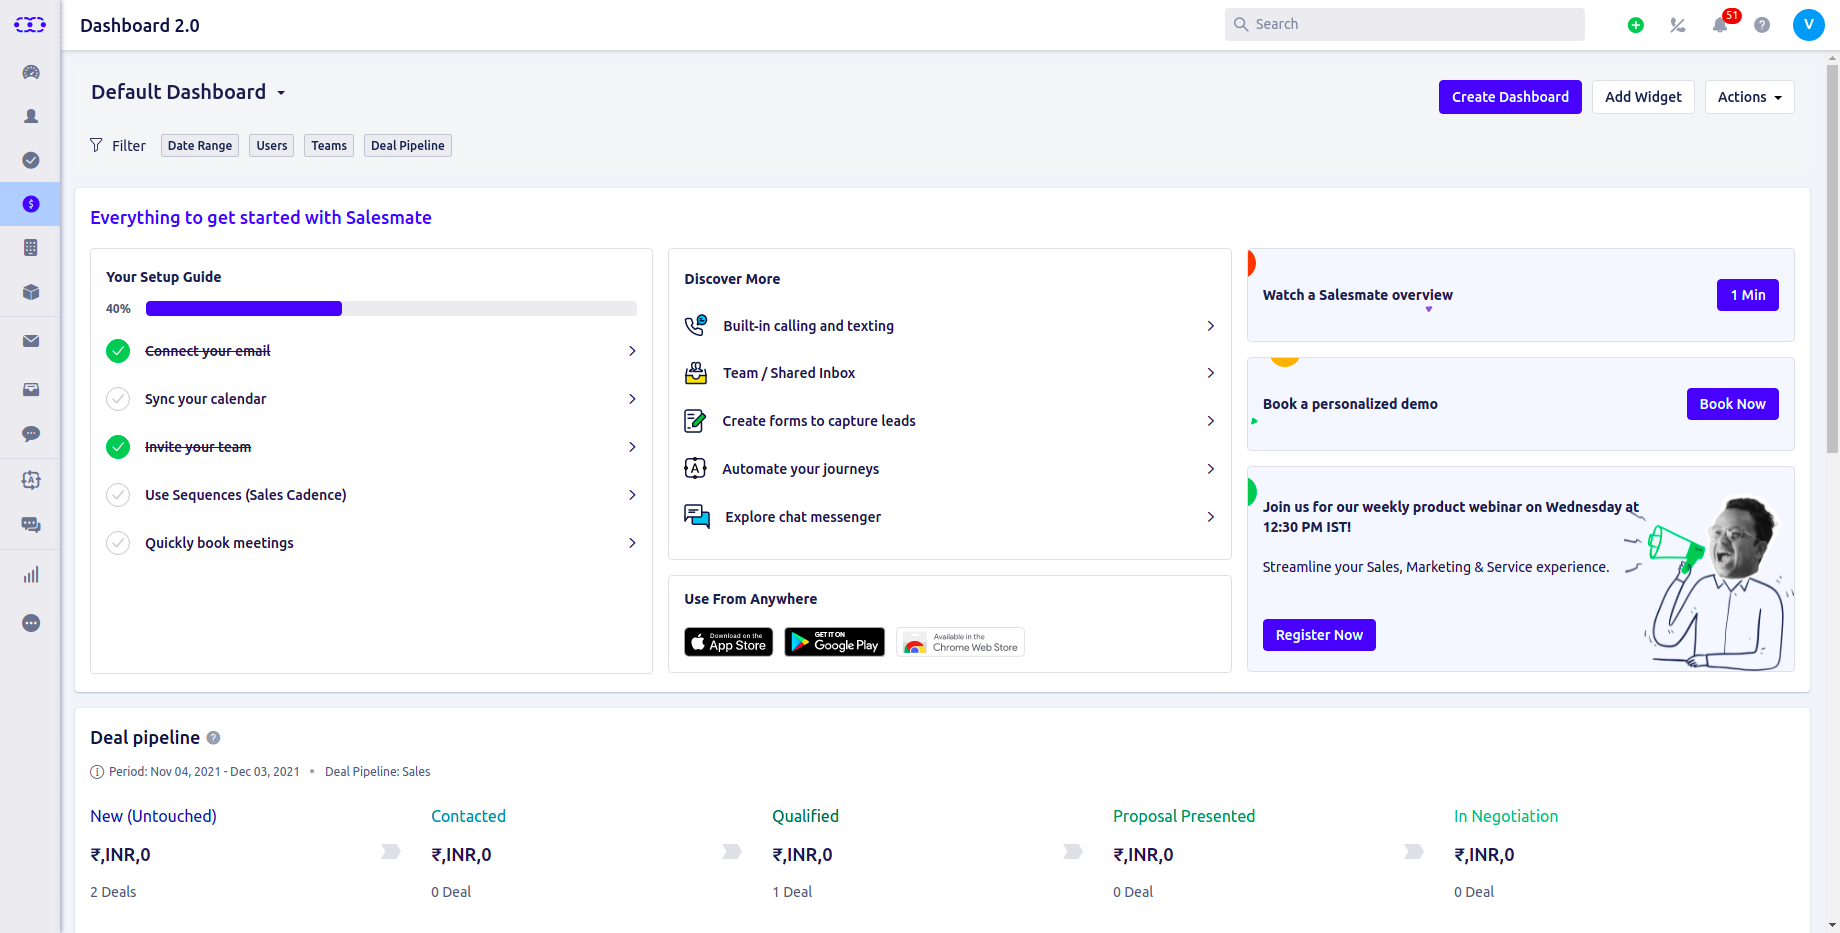 Dashboard 2.0
Search
51
V
Default Dashboard
Create Dashboard
Add Widget
Actions
Filter
Date Range
Users
Teams
Deal Pipeline
Everything to get started with Salesmate
Your Setup Guide
40%
Connect your email
Sync your calendar
Invite your team
Use Sequences (Sales Cadence)
Quickly book meetings
Discover More
Built-in calling and texting
Team / Shared Inbox
Create forms to capture leads
Automate your journeys
Explore chat messenger
Use From Anywhere
Download on the
App Store
GET IT ON
Google Play
Available in the
Chrome Web Store
Watch a Salesmate overview
1 Min
Book a personalized demo
Book Now
Join us for our weekly product webinar on Wednesday at
12:30 PM IST!
Streamline your Sales, Marketing & Service experience.
Register Now
Deal pipeline
Period: Nov 04, 2021 - Dec 03, 2021 • Deal Pipeline: Sales
New (Untouched)
₹,INR,0
2 Deals
Contacted
₹,INR,0
0 Deal
Qualified
₹,INR,0
1 Deal
Proposal Presented
₹,INR,0
0 Deal
In Negotiation
₹,INR,0
0 Deal